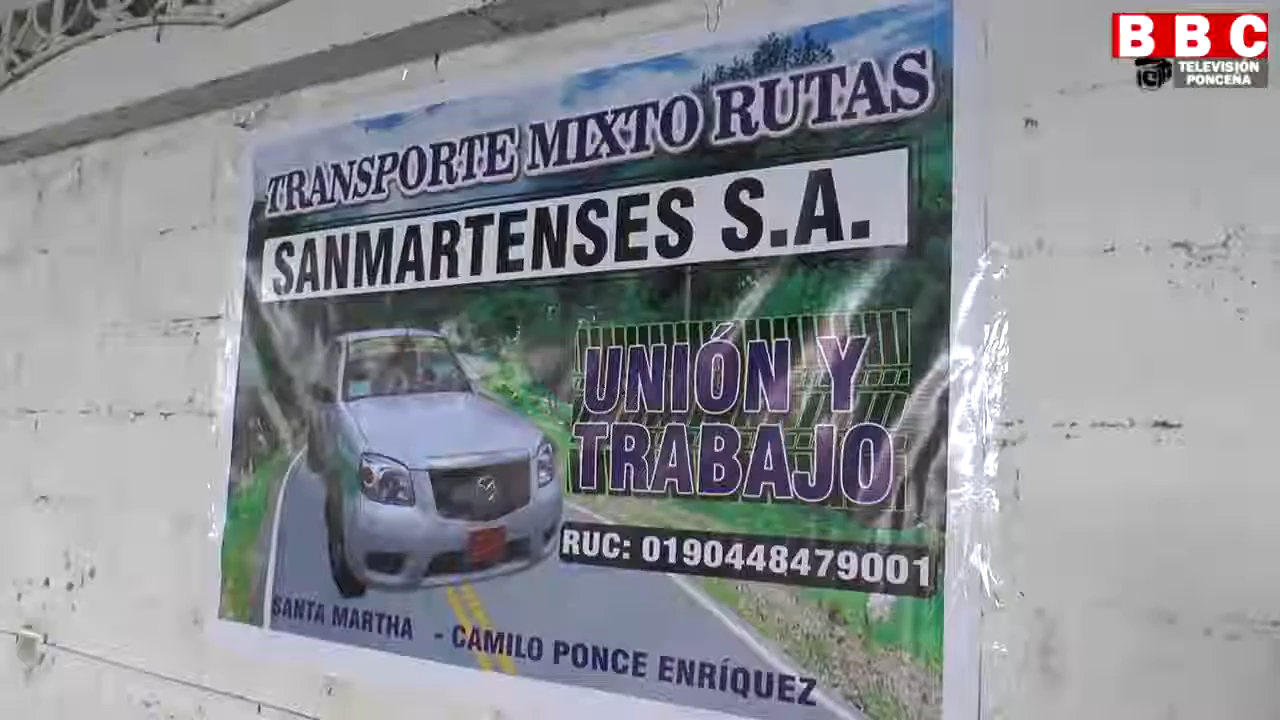 BBC
TELEVISIÓN
PONCEÑA
TRANSPORTE MIXTO RUTAS
SANMARTENSES S.A.
UNIÓN Y
TRABAJO
RUC: 0190448479001
SANTA MARTHA - CAMILO PONCE ENRÍQUEZ